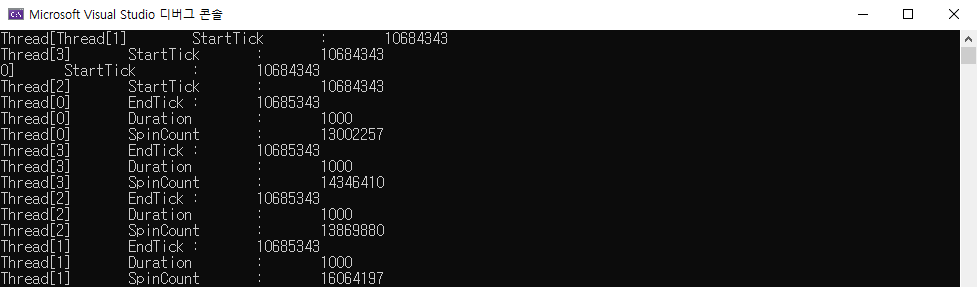 Microsoft Visual Studio 디버그 콘솔
Thread[Thread[1]	StartTick	:	10684343
Thread[3]	StartTick	:	10684343
0]	StartTick	:	10684343
Thread[2]	StartTick	:	10684343
Thread[0]	EndTick :	10685343
Thread[0]	Duration	:	1000
Thread[0]	SpinCount	:	13002257
Thread[3]	EndTick :	10685343
Thread[3]	Duration	:	1000
Thread[3]	SpinCount	:	14346410
Thread[2]	EndTick :	10685343
Thread[2]	Duration	:	1000
Thread[2]	SpinCount	:	13869880
Thread[1]	EndTick :	10685343
Thread[1]	Duration	:	1000
Thread[1]	SpinCount	:	16064197